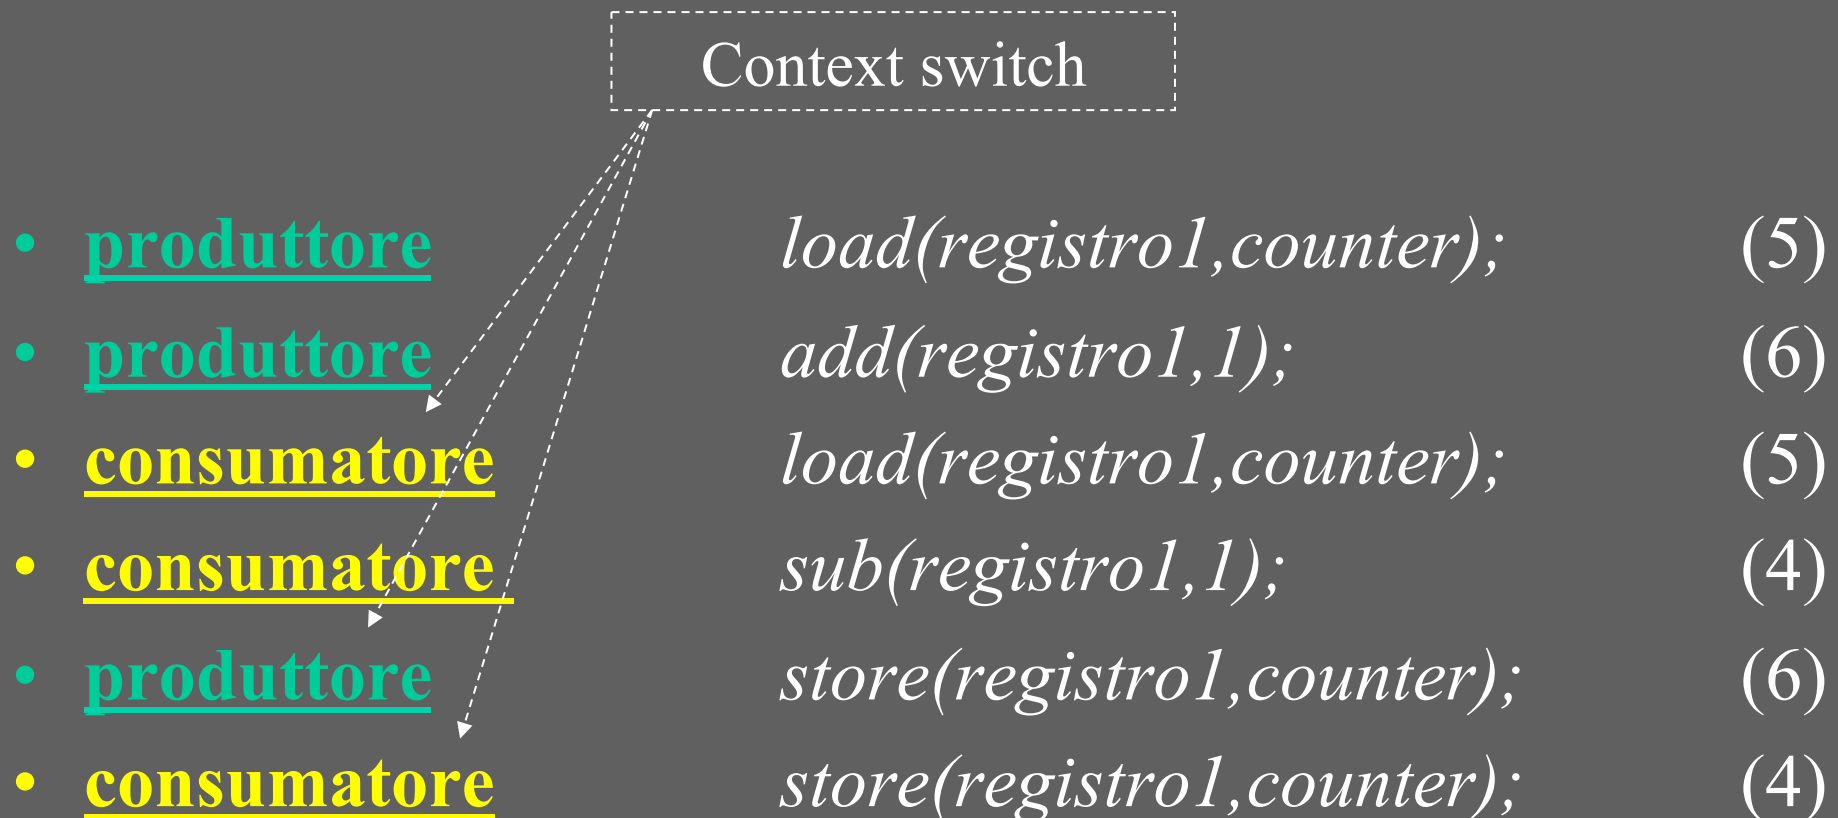 Context switch
• produttore load(registro1,counter); (5)
• produttore add(registro1,1); (6)
• consumatore load(registro1,counter); (5)
• consumatore sub(registro1,1); (4)
• produttore store(registro1,counter); (6)
• consumatore store(registro1,counter); (4)